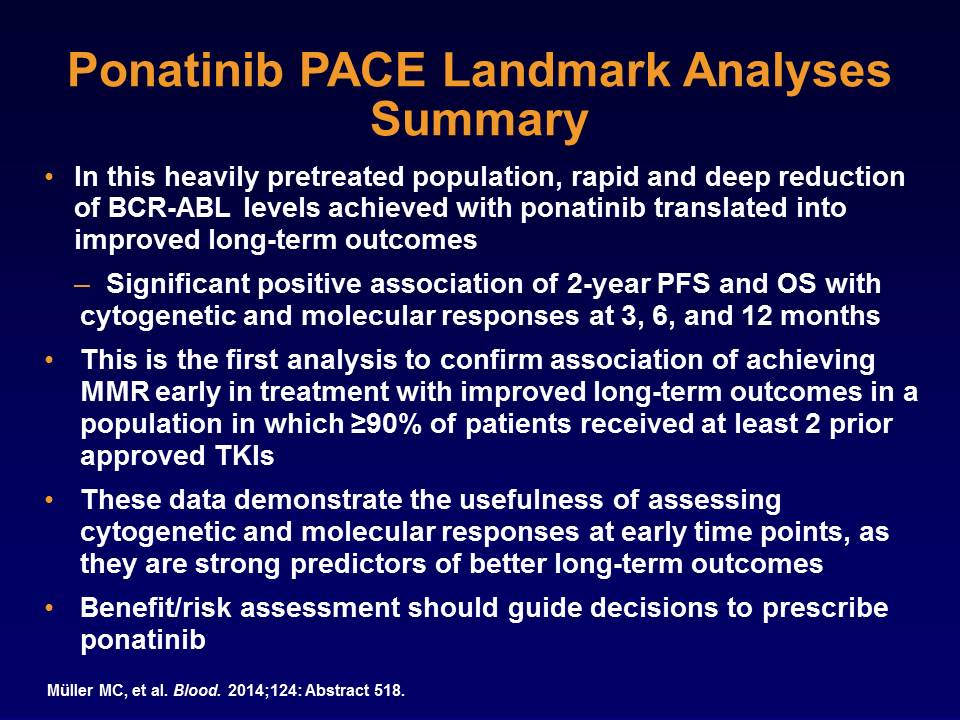 Ponatinib PACE Landmark Analyses
Summary
• In this heavily pretreated population, rapid and deep reduction
of BCR-ABL levels achieved with ponatinib translated into
improved long-term outcomes
– Significant positive association of 2-year PFS and OS with
cytogenetic and molecular responses at 3, 6, and 12 months
• This is the first analysis to confirm association of achieving
MMR early in treatment with improved long-term outcomes in a
population in which ≥90% of patients received at least 2 prior
approved TKIs
• These data demonstrate the usefulness of assessing
cytogenetic and molecular responses at early time points, as
they are strong predictors of better long-term outcomes
• Benefit/risk assessment should guide decisions to prescribe
ponatinib
Müller MC, et al. Blood. 2014;124: Abstract 518.